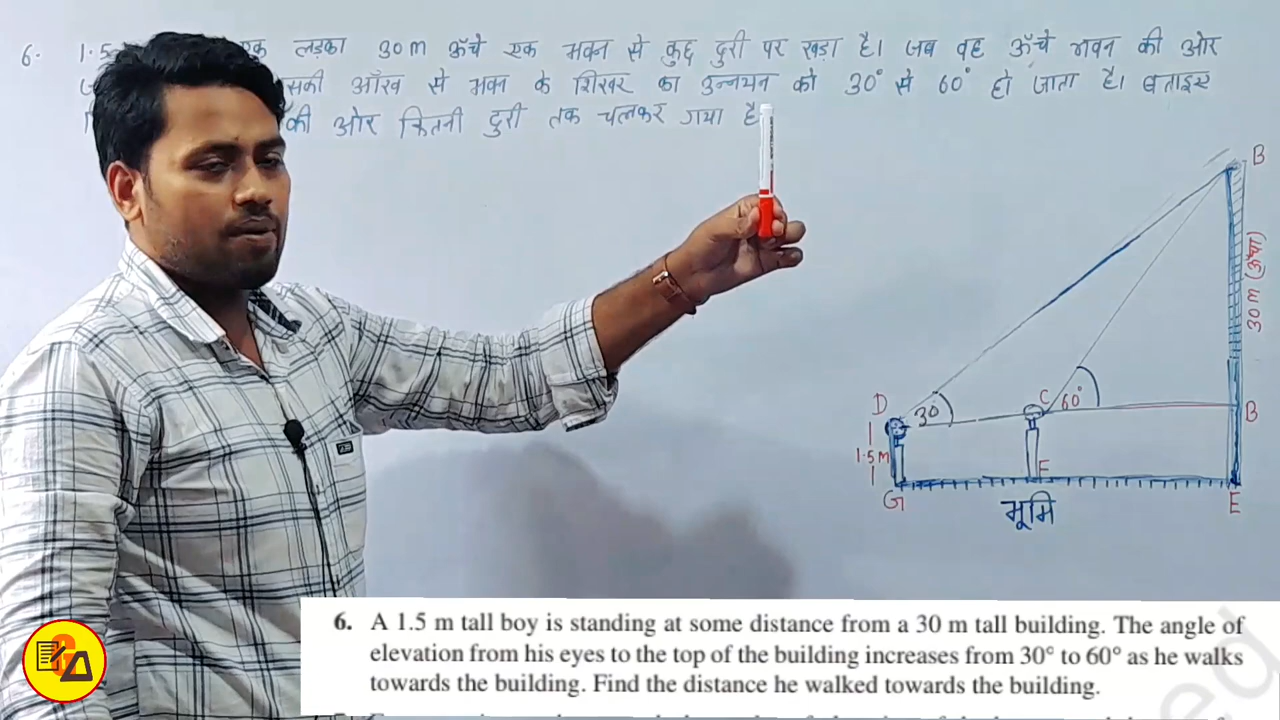 6. 1.5 एक लड़का 30 m ऊँचे एक भवन से कुछ दुरी पर खड़ा है। जब वह ऊँचे भवन की ओर
सकी आँख से भवन के शिखर का उन्नयन को 30° से 60° हो जाता है। बताइए
की ओर कितनी दुरी तक चलकर गया है
B
30 m (ऊँचा)
D
30
C
60°
B
1.5 M
F
G
E
भूमि
6. A 1.5 m tall boy is standing at some distance from a 30 m tall building. The angle of
elevation from his eyes to the top of the building increases from 30° to 60° as he walks
towards the building. Find the distance he walked towards the building.